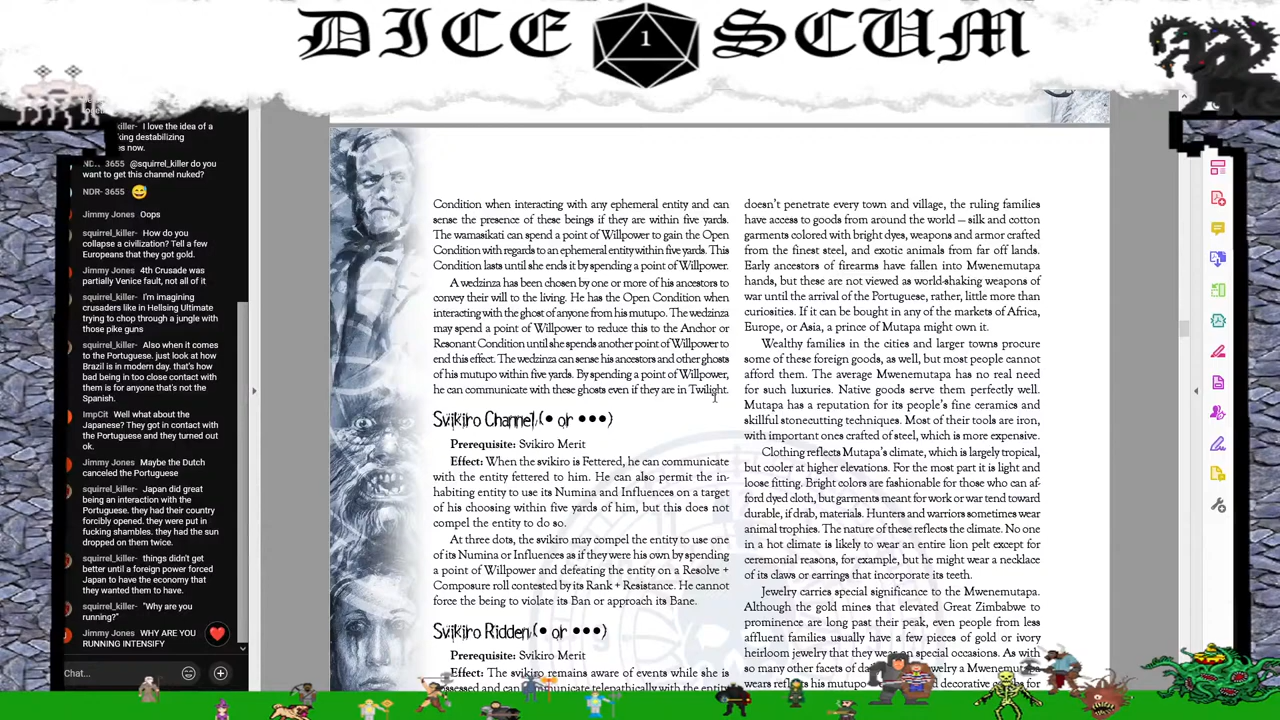 DICE 1 SCUM
killer- I love the idea of a
king destabilizing
es now.
3655 @squirrel_killer do you
want to get this channel nuked?
NDR- 3655 😅
Jimmy Jones Oops
squirrel_killer- How do you
collapse a civilization? Tell a few
Europeans that they got gold.
Jimmy Jones 4th Crusade was
partially Venice fault, not all of it
squirrel_killer- I'm imagining
crusaders like in Hellsing Ultimate
trying to chop through a jungle with
those pike guns
squirrel_killer- Also when it comes
to the Portuguese. just look at how
Brazil is in modern day. that's how
bad being in too close contact with
them is for anyone that's not the
Spanish.
ImpCit Well what about the
Japanese? They got in contact with
the Portuguese and they turned out
ok.
Jimmy Jones Maybe the Dutch
canceled the Portuguese
squirrel_killer- Japan did great
being an interaction with the
Portuguese. they had their country
forcibly opened. they were put in
fucking shambles. they had the sun
dropped on them twice.
squirrel_killer- things didn't get
better until a foreign power forced
Japan to have the economy that
they wanted them to have.
squirrel_killer- "Why are you
running?"
Jimmy Jones WHY ARE YOU
RUNNING INTENSIFY
Chat...
Condition when interacting with any ephemeral entity and can
sense the presence of these beings if they are within five yards.
The wamasikati can spend a point of Willpower to gain the Open
Condition with regards to an ephemeral entity within five yards. This
Condition lasts until she ends it by spending a point of Willpower.
A wedzinza has been chosen by one or more of his ancestors to
convey their will to the living. He has the Open Condition when
interacting with the ghost of anyone from his mutupo. The wedzinza
may spend a point of Willpower to reduce this to the Anchor or
Resonant Condition until she spends another point of Willpower to
end this effect. The wedzinza can sense his ancestors and other ghosts
of his mutupo within five yards. By spending a point of Willpower,
he can communicate with these ghosts even if they are in Twilight.
Svikiro Channel (• or •••)
Prerequisite: Svikiro Merit
Effect: When the svikiro is Fettered, he can communicate
with the entity fettered to him. He can also permit the in-
habiting entity to use its Numina and Influences on a target
of his choosing within five yards of him, but this does not
compel the entity to do so.
At three dots, the svikiro may compel the entity to use one
of its Numina or Influences as if they were his own by spending
a point of Willpower and defeating the entity on a Resolve +
Composure roll contested by its Rank + Resistance. He cannot
force the being to violate its Ban or approach its Bane.
Svikiro Ridden (• or •••)
Prerequisite: Svikiro Merit
Effect: The svikiro remains aware of events while she is
ssessed and can communicate telepathically with the entity
doesn't penetrate every town and village, the ruling families
have access to goods from around the world — silk and cotton
garments colored with bright dyes, weapons and armor crafted
from the finest steel, and exotic animals from far off lands.
Early ancestors of firearms have fallen into Mwenemutapa
hands, but these are not viewed as world-shaking weapons of
war until the arrival of the Portuguese, rather, little more than
curiosities. If it can be bought in any of the markets of Africa,
Europe, or Asia, a prince of Mutapa might own it.
Wealthy families in the cities and larger towns procure
some of these foreign goods, as well, but most people cannot
afford them. The average Mwenemutapa has no real need
for such luxuries. Native goods serve them perfectly well.
Mutapa has a reputation for its people's fine ceramics and
skillful stonecutting techniques. Most of their tools are iron,
with important ones crafted of steel, which is more expensive.
Clothing reflects Mutapa's climate, which is largely tropical,
but cooler at higher elevations. For the most part it is light and
loose fitting. Bright colors are fashionable for those who can af-
ford dyed cloth, but garments meant for work or war tend toward
durable, if drab, materials. Hunters and warriors sometimes wear
animal trophies. The nature of these reflects the climate. No one
in a hot climate is likely to wear an entire lion pelt except for
ceremonial reasons, for example, but he might wear a necklace
of its claws or earrings that incorporate its teeth.
Jewelry carries special significance to the Mwenemutapa.
Although the gold mines that elevated Great Zimbabwe to
prominence are long past their peak, even people from less
affluent families usually have a few pieces of gold or ivory
heirloom jewelry that they wear on special occasions. As with
so many other facets of dai welry a Mwenemut
wears refl his mutupo decorative for